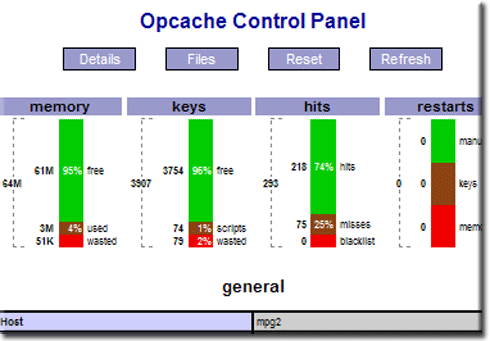 Opcache Control Panel
Details Files Reset Refresh
memory keys hits restarts
64M 61M 95% free
3M 4% used
51K wasted
3907 3754 96% free
74 1% scripts
79 2% wasted
293 218 74% hits
75 25% misses
0 blacklist
0 manu
0 0 keys
0 mem
general
Host mpg2